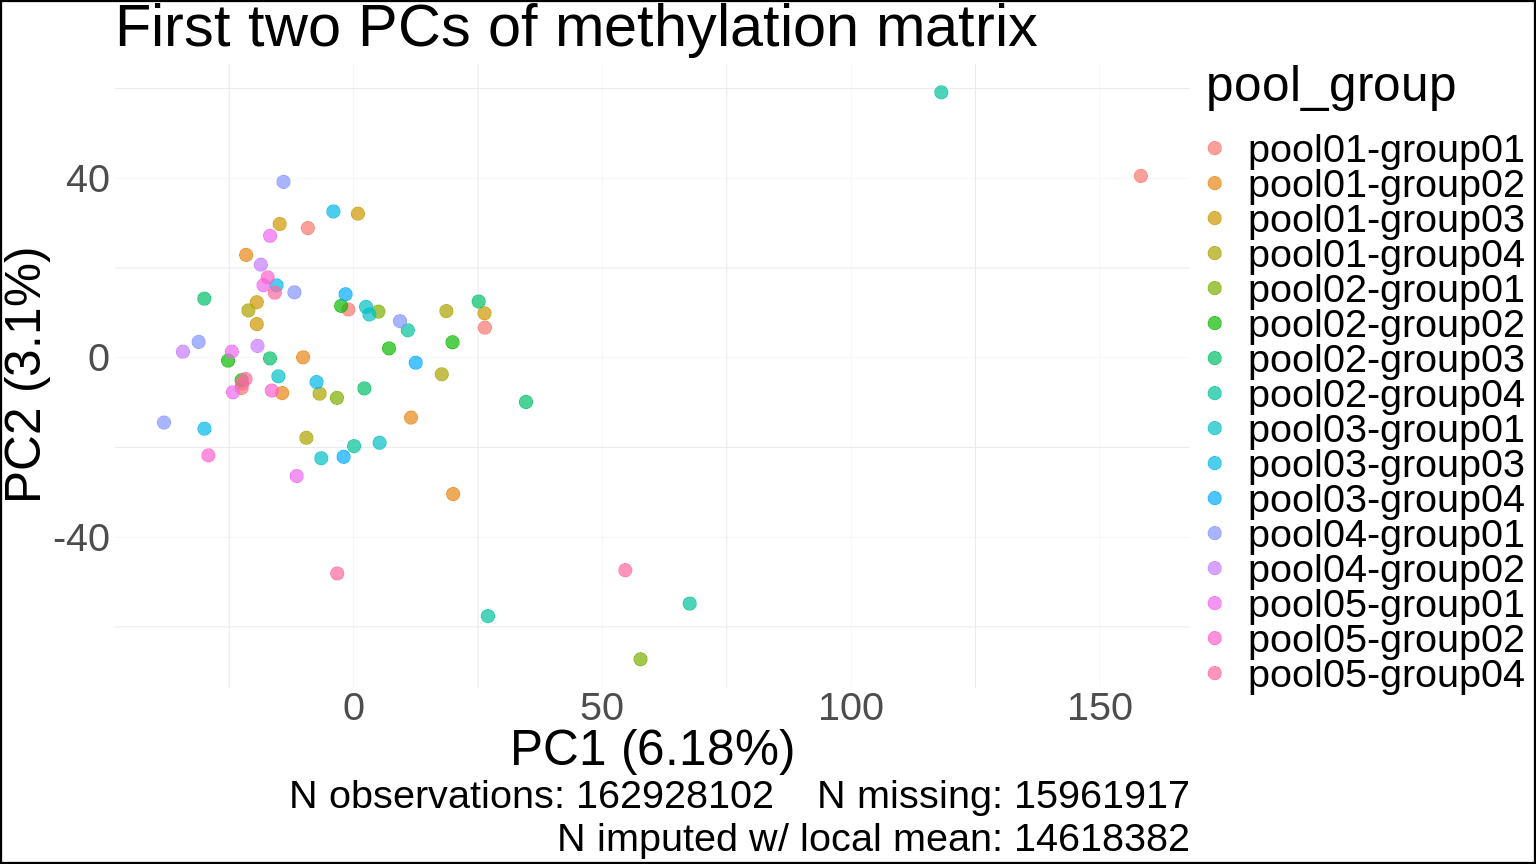 First two PCs of methylation matrix
pool_group
pool01-group01
pool01-group02
pool01-group03
pool01-group04
pool02-group01
pool02-group02
pool02-group03
pool02-group04
pool03-group01
pool03-group03
pool03-group04
pool04-group01
pool04-group02
pool05-group01
pool05-group02
pool05-group04
PC2 (3.1%)
40
0
-40
0 50 100 150
PC1 (6.18%)
N observations: 162928102 N missing: 15961917
N imputed w/ local mean: 14618382